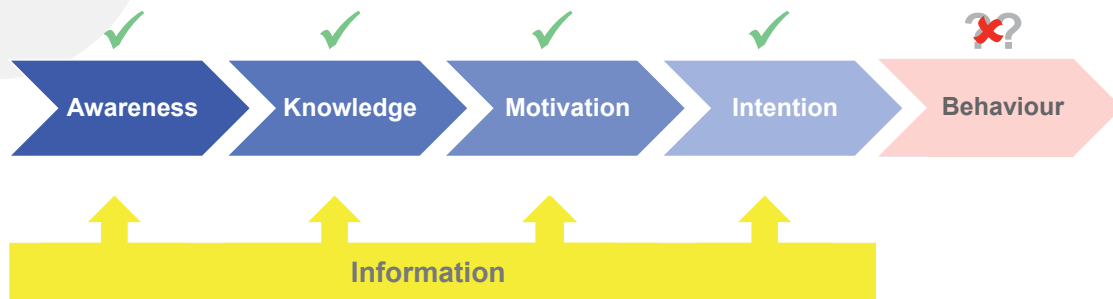 ??
Awareness
Knowledge
Motivation
Intention
Behaviour
Information